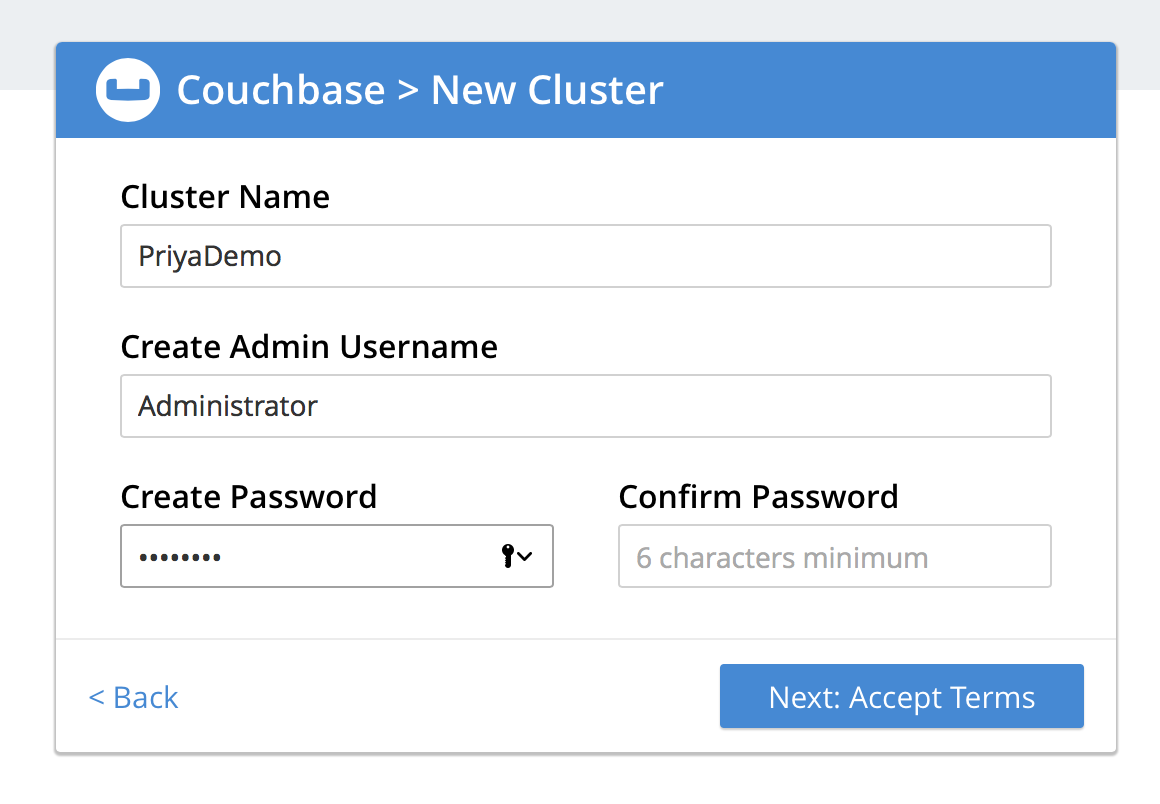 Couchbase > New Cluster
Cluster Name
PriyaDemo
Create Admin Username
Administrator
Create Password
Confirm Password
••••••••
6 characters minimum
< Back
Next: Accept Terms